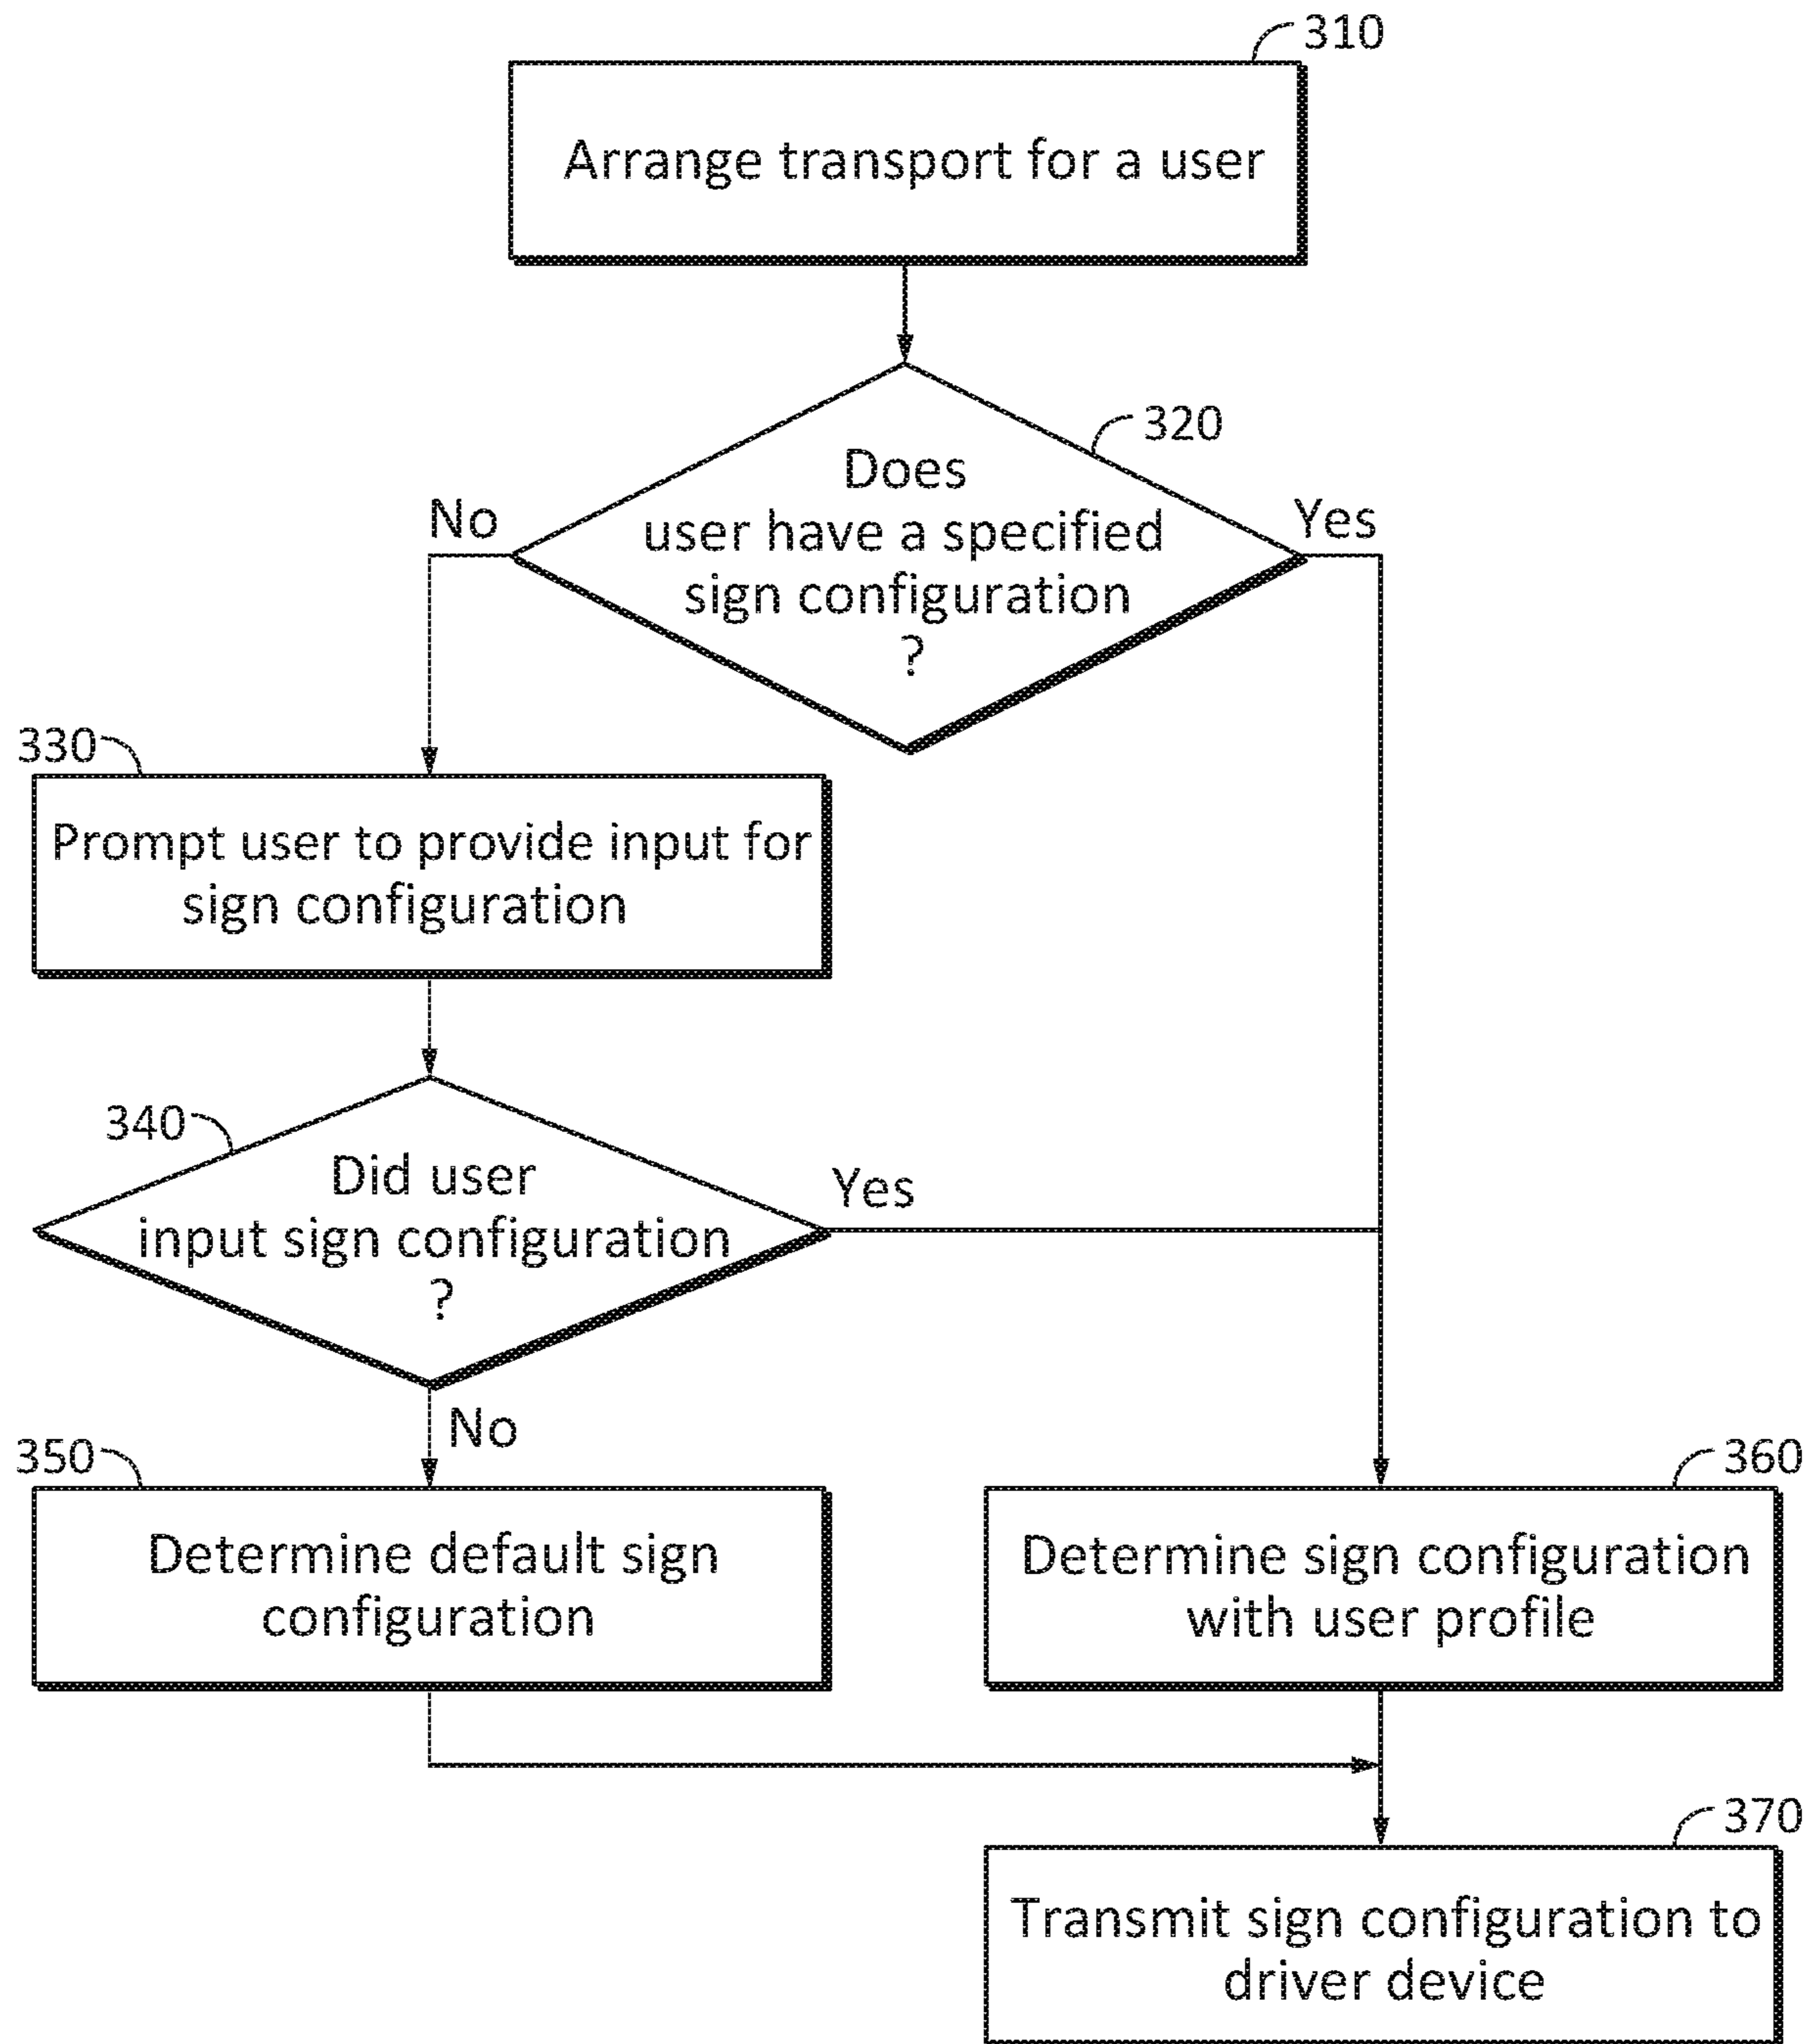 310
Arrange transport for a user
320
Does
user have a specified
sign configuration
?
No
Yes
330
Prompt user to provide input for
sign configuration
340
Did user
input sign configuration
?
Yes
No
350
Determine default sign
configuration
360
Determine sign configuration
with user profile
370
Transmit sign configuration to
driver device